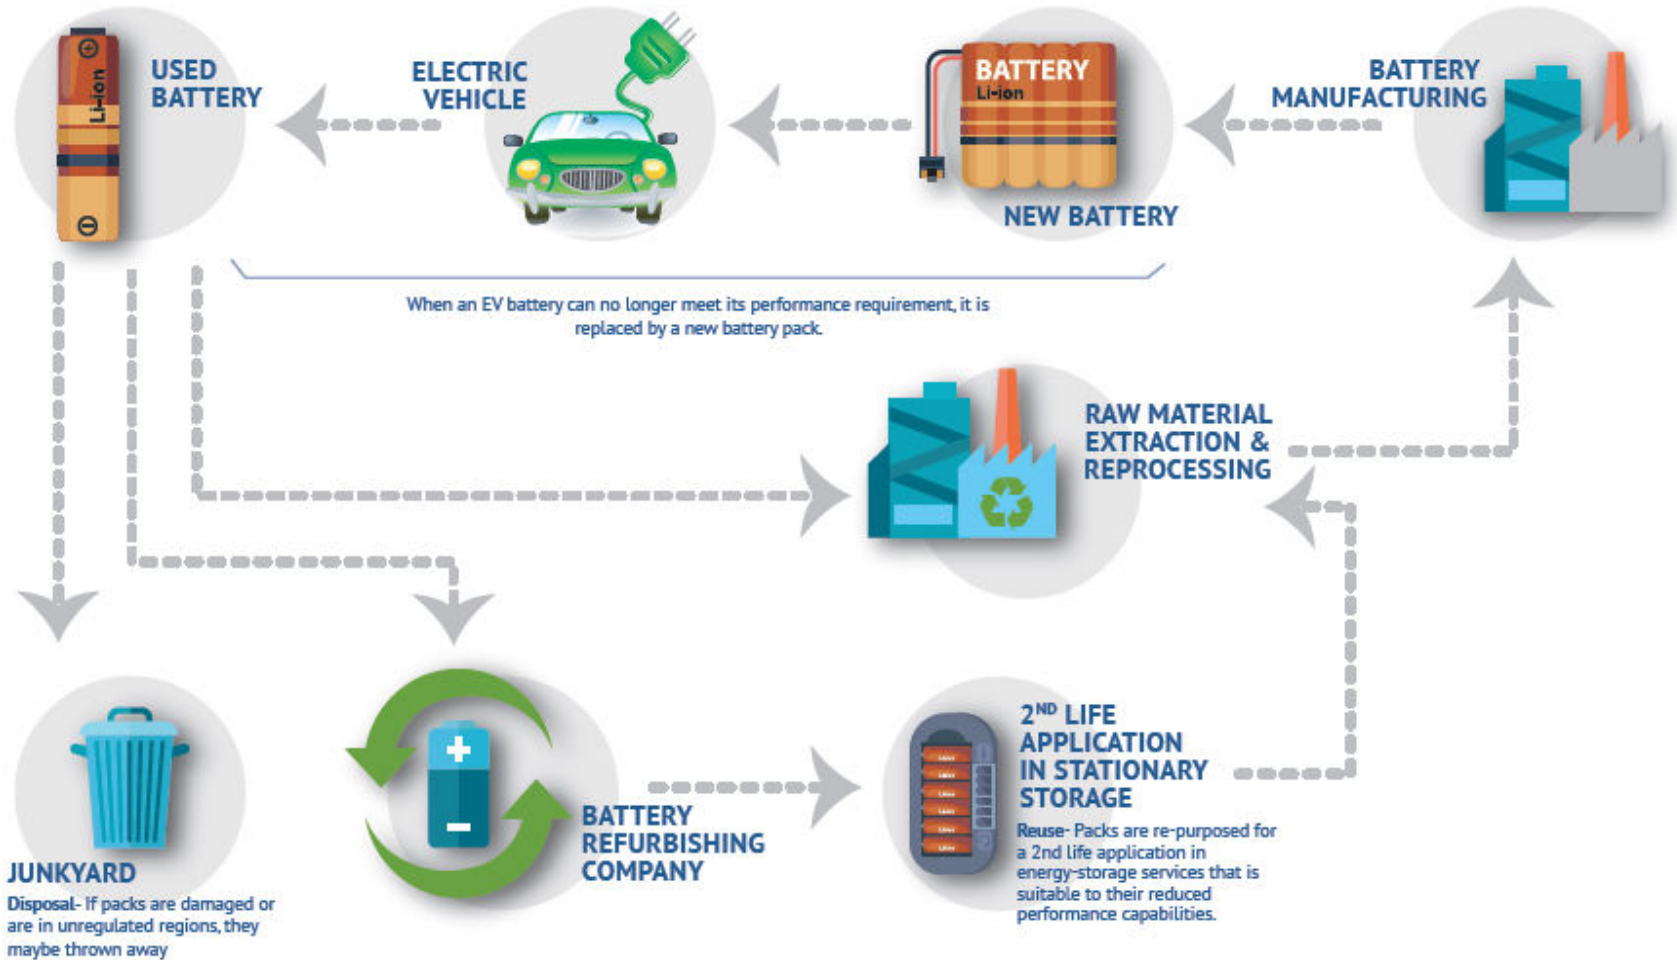 USED
BATTERY
Li-ion
ELECTRIC
VEHICLE
BATTERY
Li-ion
NEW BATTERY
BATTERY
MANUFACTURING
When an EV battery can no longer meet its performance requirement, it is
replaced by a new battery pack.
RAW MATERIAL
EXTRACTION &
REPROCESSING
JUNKYARD
Disposal- If packs are damaged or
are in unregulated regions, they
maybe thrown away
BATTERY
REFURBISHING
COMPANY
2ND LIFE
APPLICATION
IN STATIONARY
STORAGE
Reuse- Packs are re-purposed for
a 2nd life application in
energy-storage services that is
suitable to their reduced
performance capabilities.